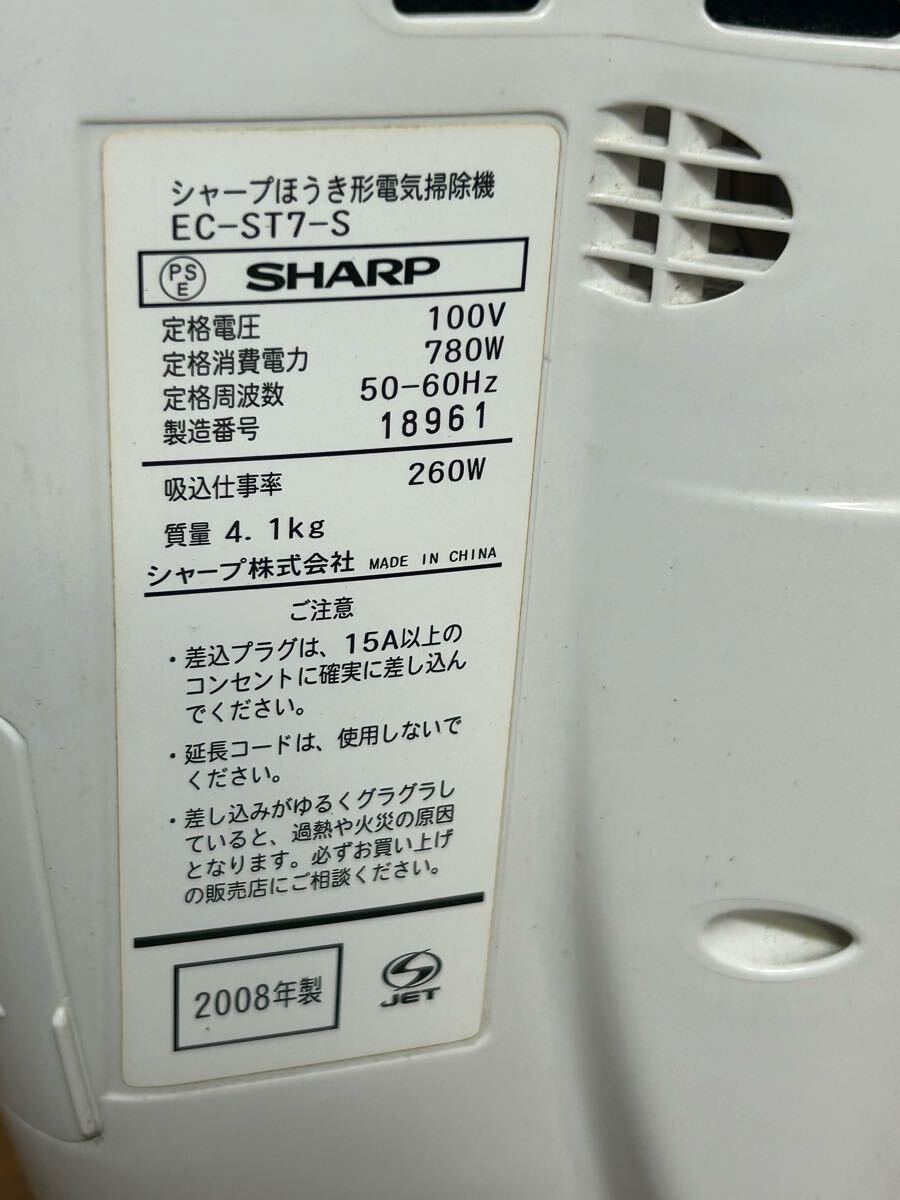 シャープほうき形電気掃除機
EC-ST7-S
PS
E
SHARP
定格電圧 100V
定格消費電力 780W
定格周波数 50-60Hz
製造番号 18961
吸込仕事率 260W
質量 4.1kg
シャープ株式会社 MADE IN CHINA
ご注意
・差込プラグは、15A以上の
コンセントに確実に差し込ん
でください。
・延長コードは、使用しないで
ください。
・差し込みがゆるくグラグラし
ていると、過熱や火災の原因
となります。必ずお買い上げ
の販売店にご相談ください。
2008年製
JET